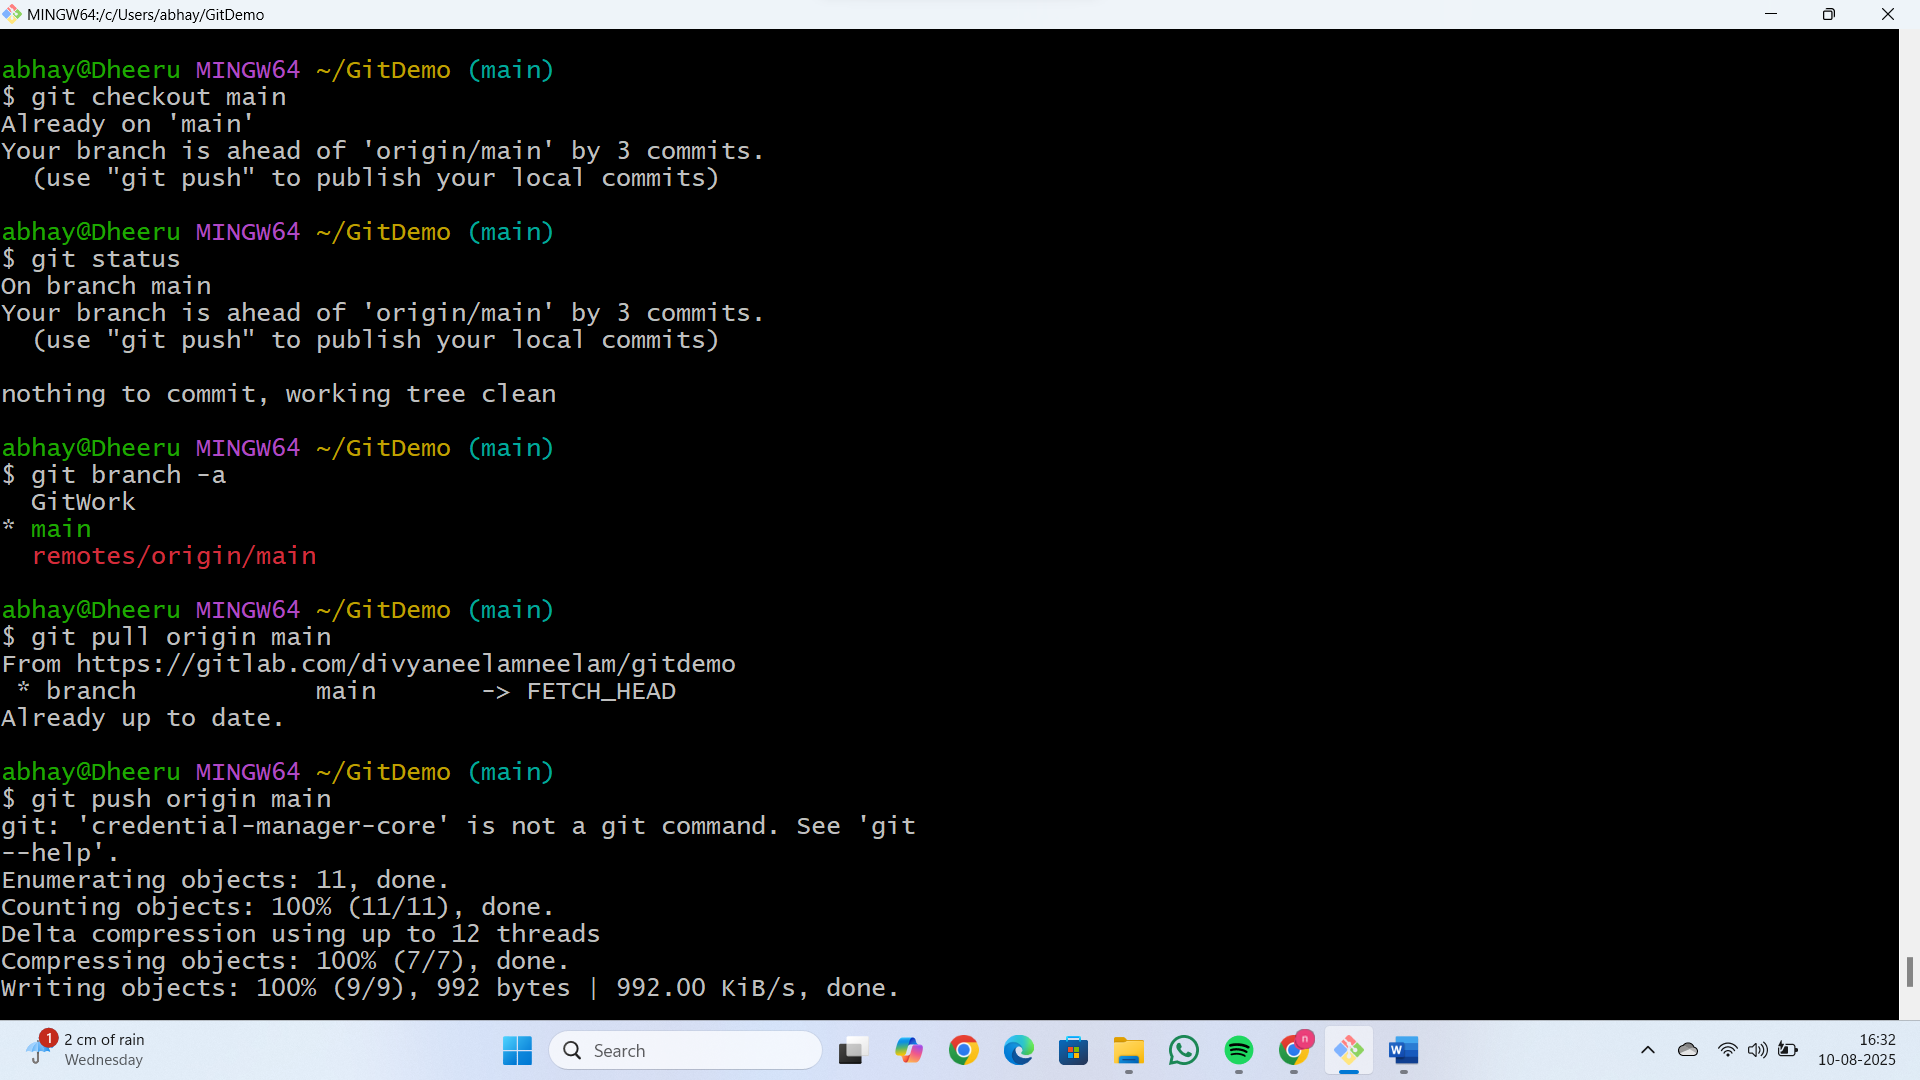 MINGW64:/c/Users/abhay/GitDemo
abhay@Dheeru MINGW64 ~/GitDemo (main)
$ git checkout main
Already on 'main'
Your branch is ahead of 'origin/main' by 3 commits.
  (use "git push" to publish your local commits)
abhay@Dheeru MINGW64 ~/GitDemo (main)
$ git status
On branch main
Your branch is ahead of 'origin/main' by 3 commits.
  (use "git push" to publish your local commits)
nothing to commit, working tree clean
abhay@Dheeru MINGW64 ~/GitDemo (main)
$ git branch -a
  GitWork
* main
  remotes/origin/main
abhay@Dheeru MINGW64 ~/GitDemo (main)
$ git pull origin main
From https://gitlab.com/divyaneelamneelam/gitdemo
 * branch            main       -> FETCH_HEAD
Already up to date.
abhay@Dheeru MINGW64 ~/GitDemo (main)
$ git push origin main
git: 'credential-manager-core' is not a git command. See 'git
--help'.
Enumerating objects: 11, done.
Counting objects: 100% (11/11), done.
Delta compression using up to 12 threads
Compressing objects: 100% (7/7), done.
Writing objects: 100% (9/9), 992 bytes | 992.00 KiB/s, done.
1
2 cm of rain
Wednesday
Search
n
W
16:32
10-08-2025